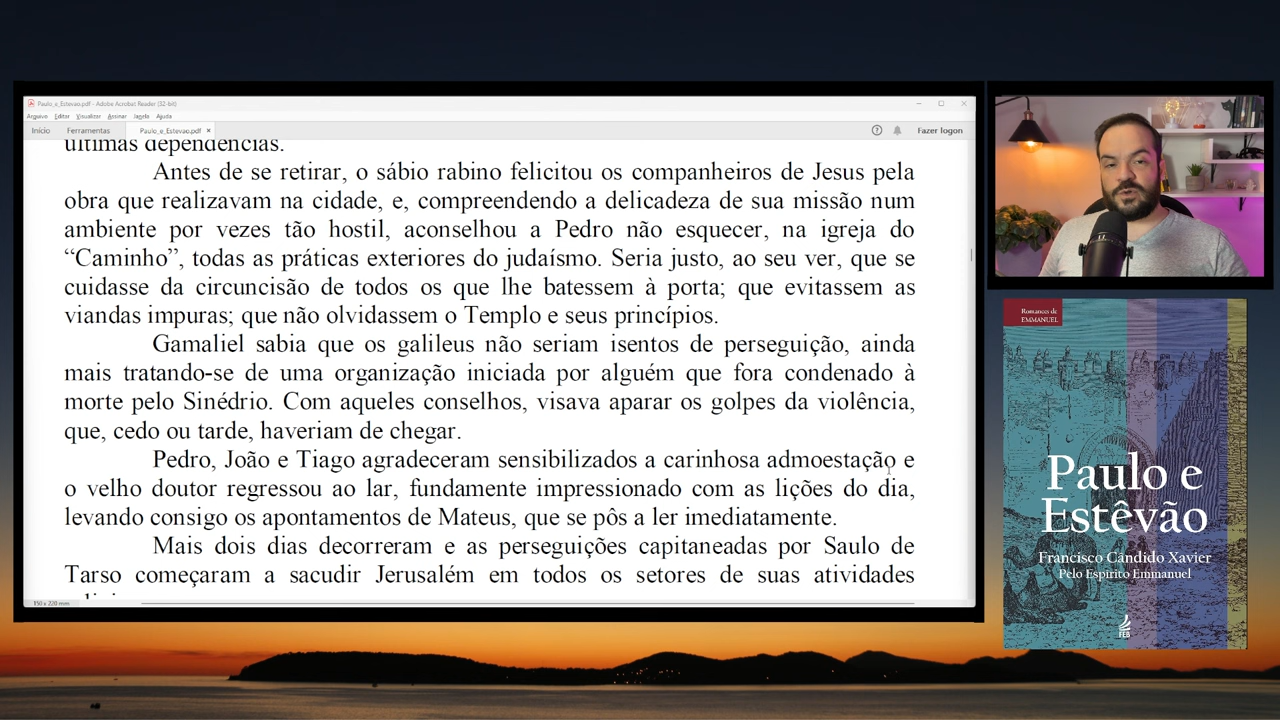 Paulo_e_Estevao.pdf - Adobe Acrobat Reader (32-bit)
Arquivo Editar Visualizar Assinar Janela Ajuda
Início Ferramentas Paulo_e_Estevao.pdf × Fazer logon
últimas dependências.
Antes de se retirar, o sábio rabino felicitou os companheiros de Jesus pela
obra que realizavam na cidade, e, compreendendo a delicadeza de sua missão num
ambiente por vezes tão hostil, aconselhou a Pedro não esquecer, na igreja do
“Caminho”, todas as práticas exteriores do judaísmo. Seria justo, ao seu ver, que se
cuidasse da circuncisão de todos os que lhe batessem à porta; que evitassem as
viandas impuras; que não olvidassem o Templo e seus princípios.
Gamaliel sabia que os galileus não seriam isentos de perseguição, ainda
mais tratando-se de uma organização iniciada por alguém que fora condenado à
morte pelo Sinédrio. Com aqueles conselhos, visava aparar os golpes da violência,
que, cedo ou tarde, haveriam de chegar.
Pedro, João e Tiago agradeceram sensibilizados a carinhosa admoestação e
o velho doutor regressou ao lar, fundamente impressionado com as lições do dia,
levando consigo os apontamentos de Mateus, que se pôs a ler imediatamente.
Mais dois dias decorreram e as perseguições capitaneadas por Saulo de
Tarso começaram a sacudir Jerusalém em todos os setores de suas atividades
150 x 220 mm
Romances de
EMMANUEL
Paulo e
Estêvão
Francisco Cândido Xavier
Pelo Espírito Emmanuel
FEB